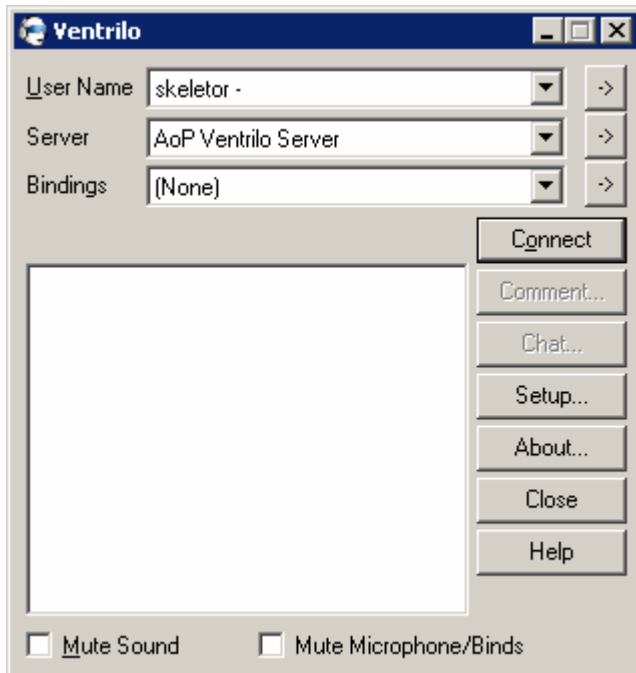 Ventrilo
User Name skeletor - ->
Server AoP Ventrilo Server ->
Bindings (None) ->
Connect
Comment...
Chat...
Setup...
About...
Close
Help
Mute Sound Mute Microphone/Binds